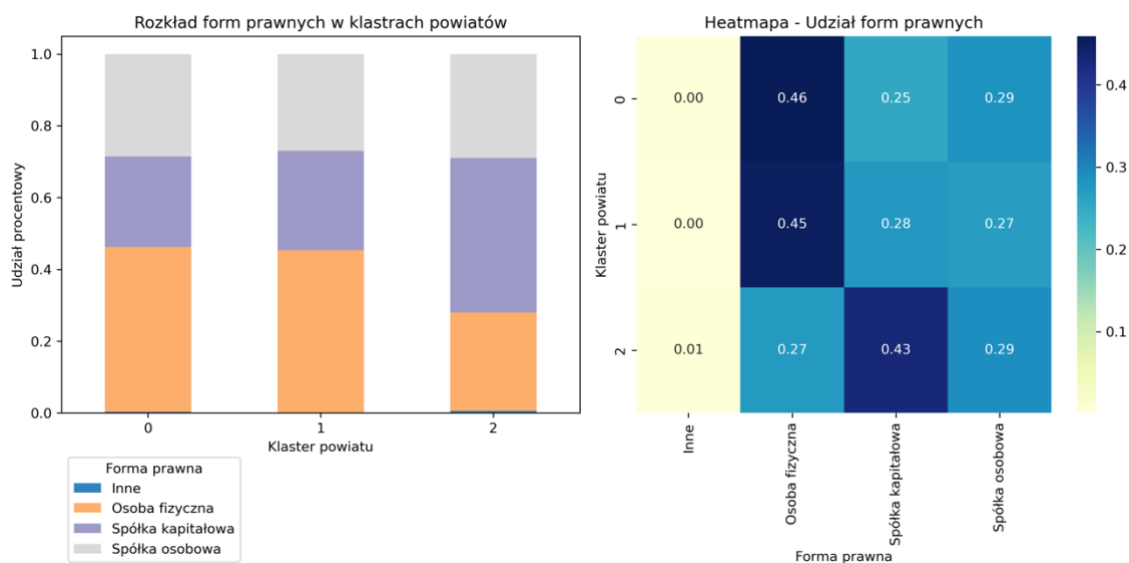 Rozkład form prawnych w klastrach powiatów
Udział procentowy
1.0
0.8
0.6
0.4
0.2
0.0
0
1
2
Klaster powiatu
Forma prawna
Inne
Osoba fizyczna
Spółka kapitałowa
Spółka osobowa
Heatmapa - Udział form prawnych
Klaster powiatu
0
1
2
0.00 0.46 0.25 0.29
0.00 0.45 0.28 0.27
0.01 0.27 0.43 0.29
Inne
Osoba fizyczna
Spółka kapitałowa
Spółka osobowa
Forma prawna
0.4
0.3
0.2
0.1